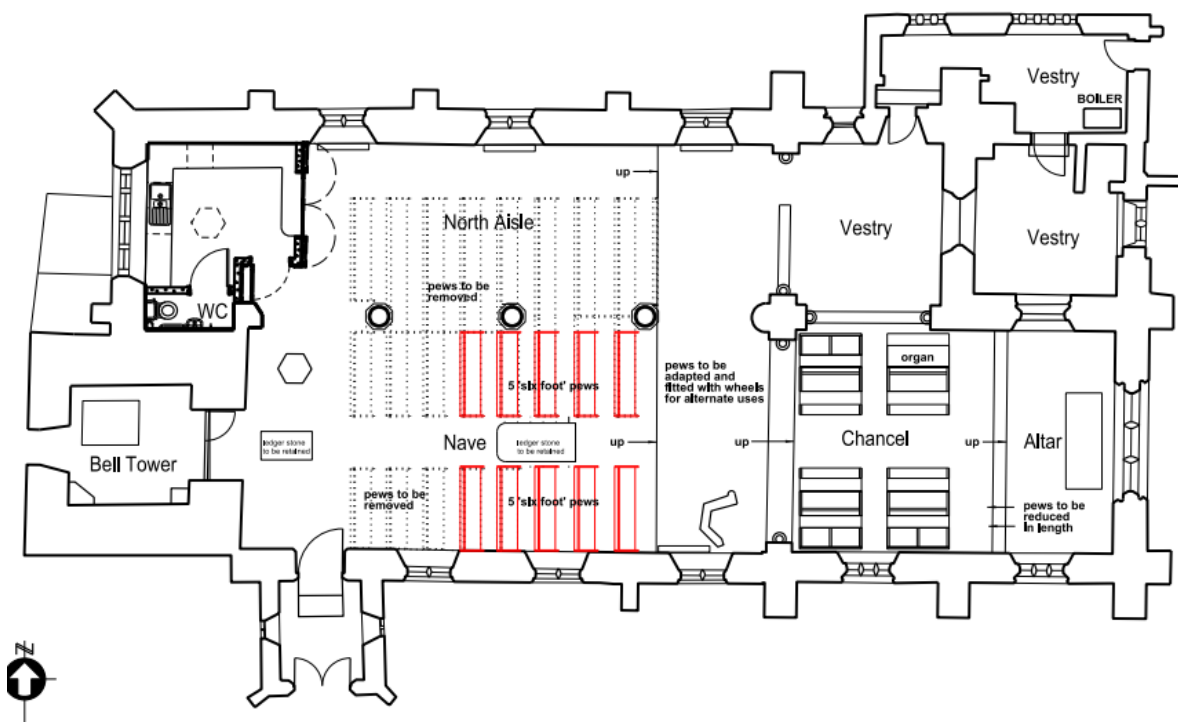 Vestry
BOILER
up
North Aisle
Vestry
Vestry
pews to be
removed
WC
organ
pews to be
adapted and
fitted with wheels
for alternate uses
5 'six foot' pews
ledger stone
to be retained
Nave
ledger stone
to be retained
up
up
Chancel
up
Altar
Bell Tower
pews to be
removed
5 'six foot' pews
pews to be
reduced
in length
N